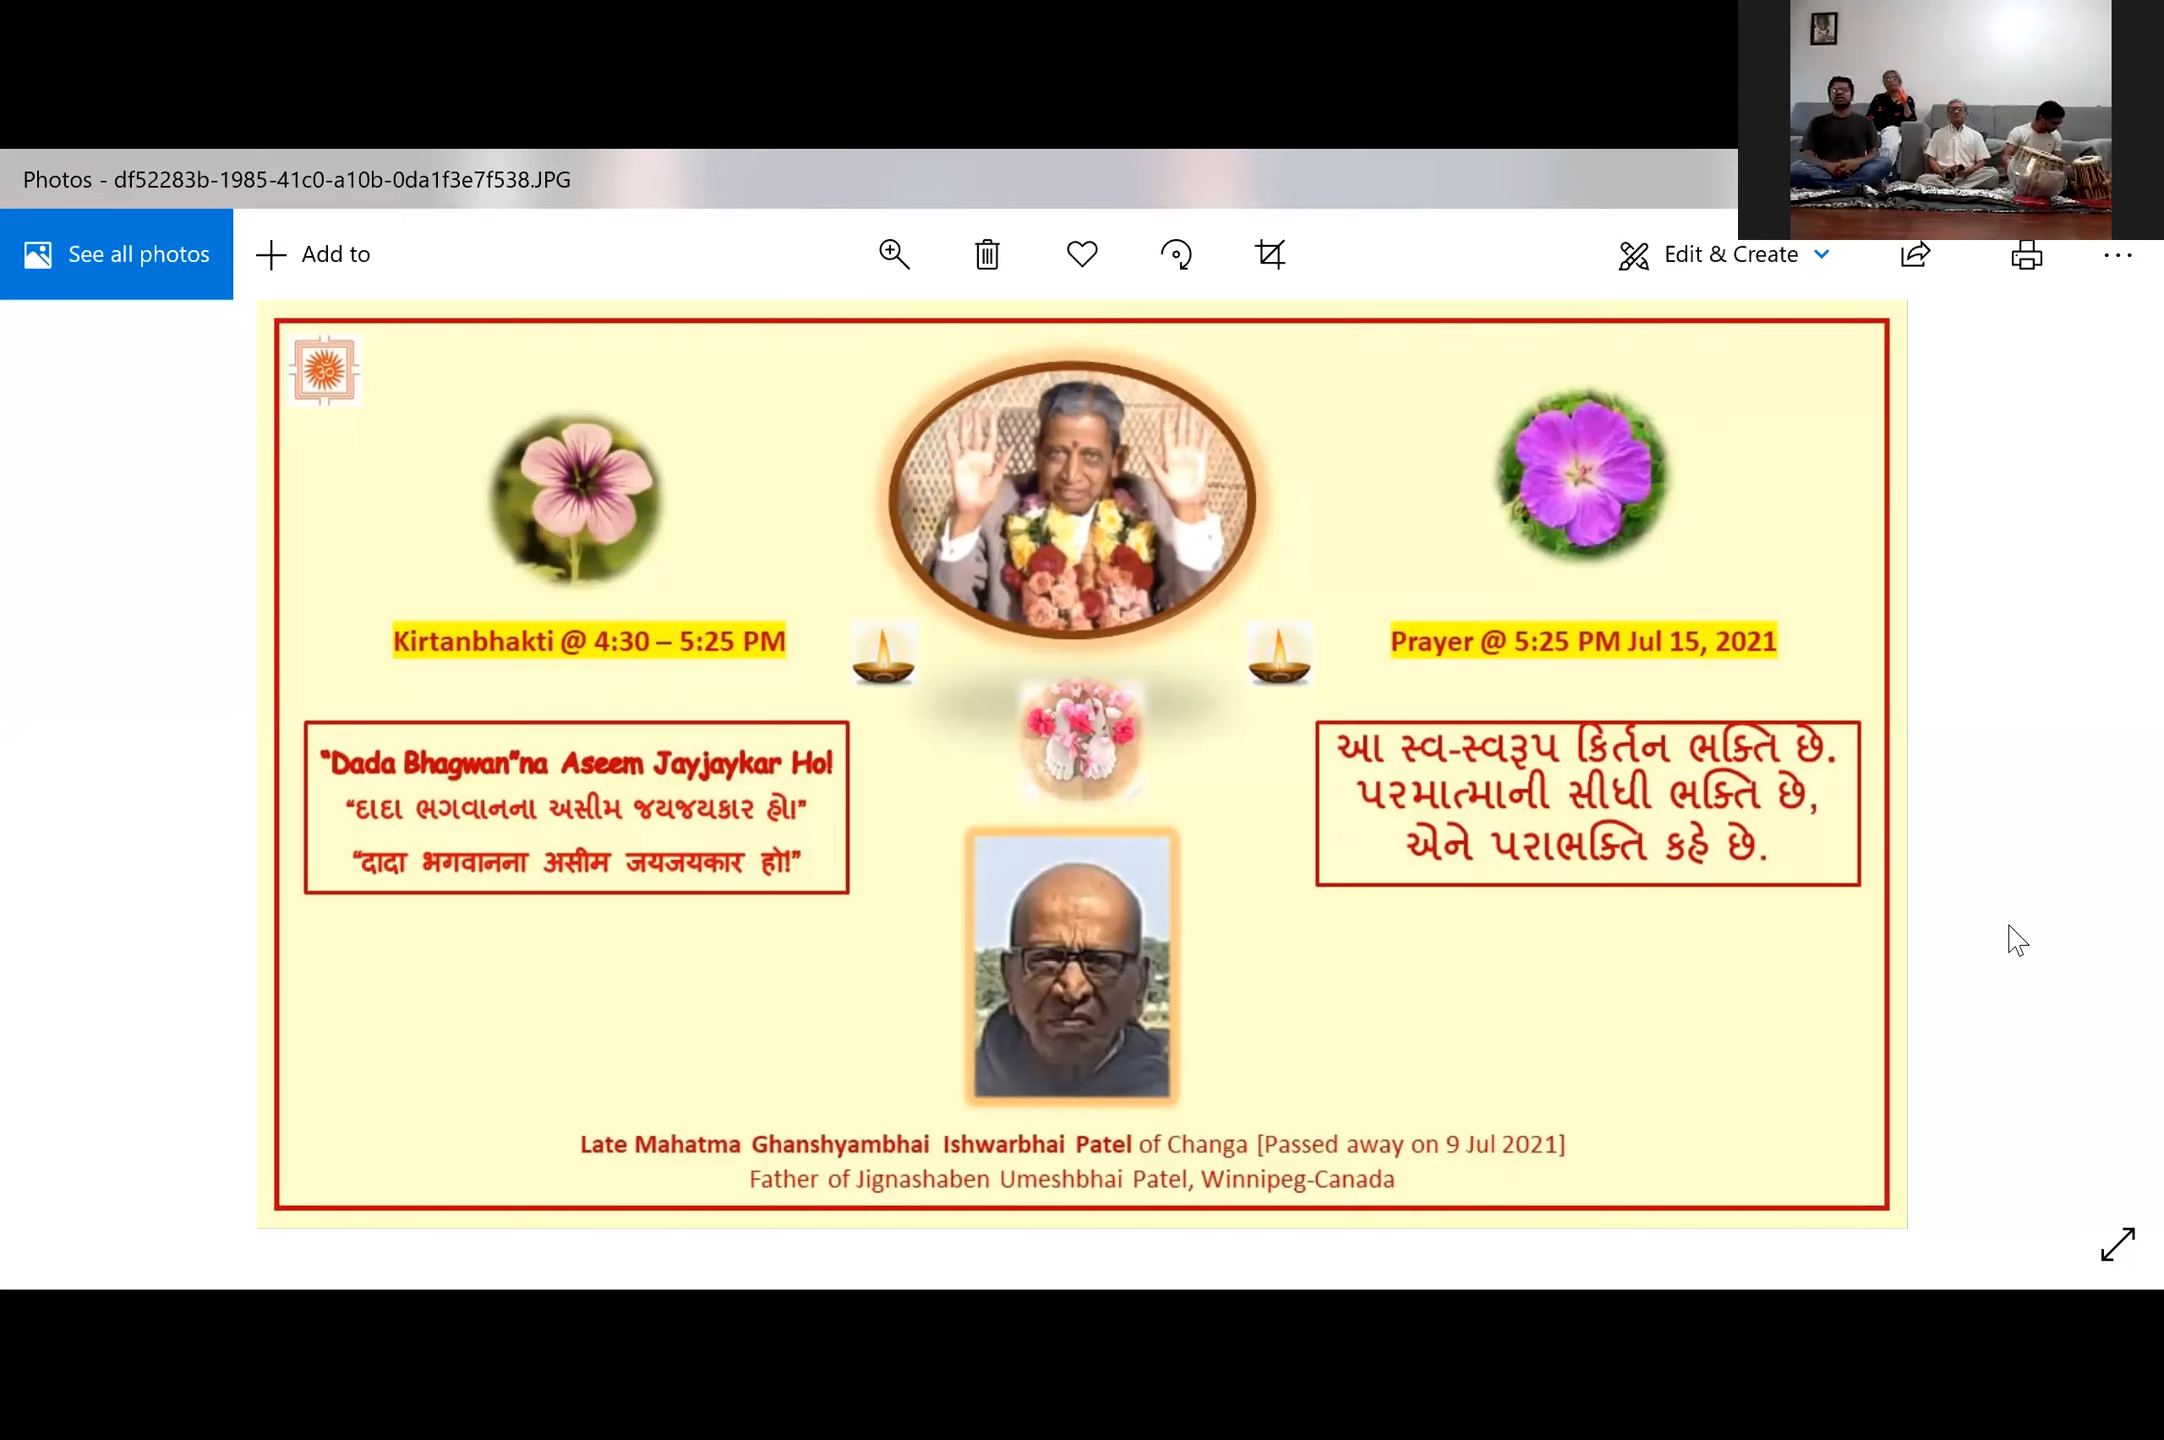 Photos - df52283b-1985-41c0-a10b-0da1f3e7f538.JPG
See all photos
Add to
Edit & Create
ॐ
Kirtanbhakti @ 4:30 – 5:25 PM
Prayer @ 5:25 PM Jul 15, 2021
“Dada Bhagwan”na Aseem Jayjaykar Ho!
“દાદા ભગવાનના અસીમ જયજયકાર હો!”
“दादा भगवानना असीम जयजयकार हो!”
આ સ્વ-સ્વરૂપ કિર્તન ભક્તિ છે.
પરમાત્માની સીધી ભક્તિ છે,
એને પરાભક્તિ કહે છે.
Late Mahatma Ghanshyambhai Ishwarbhai Patel of Changa [Passed away on 9 Jul 2021]
Father of Jignashaben Umeshbhai Patel, Winnipeg-Canada